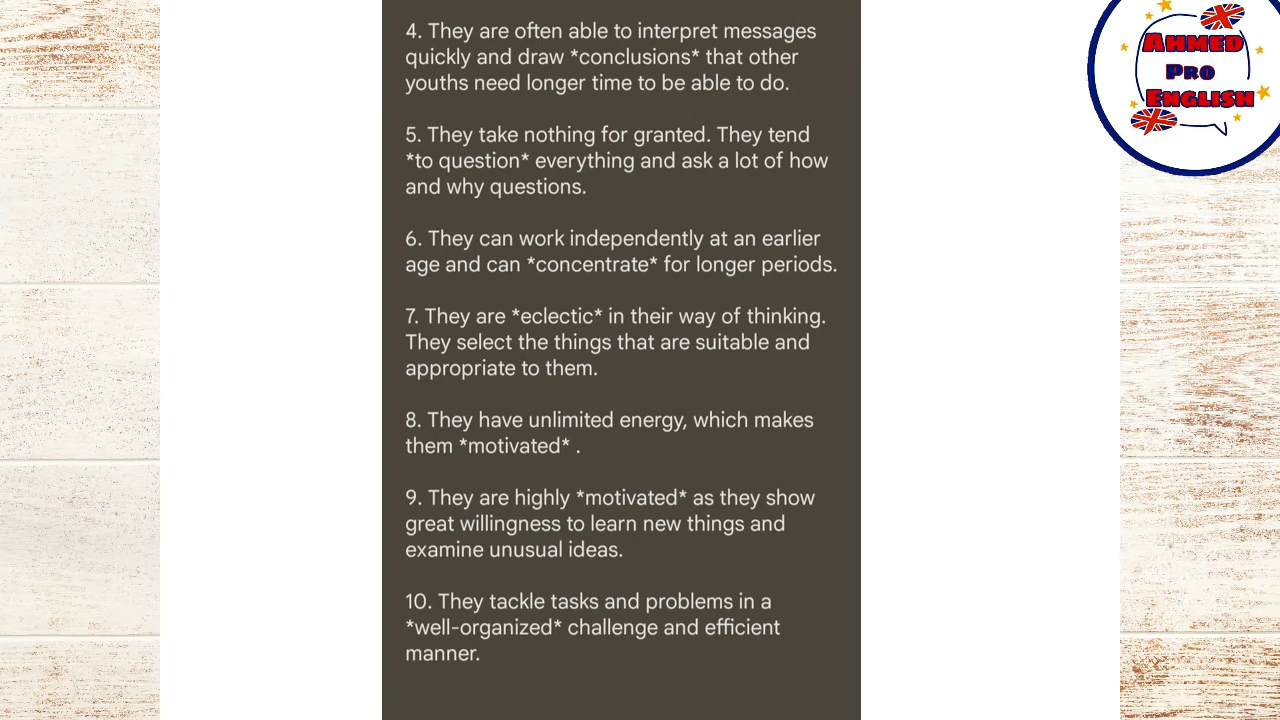 4. They are often able to interpret messages
quickly and draw *conclusions* that other
youths need longer time to be able to do.
5. They take nothing for granted. They tend
*to question* everything and ask a lot of how
and why questions.
6. They can work independently at an earlier
age and can *concentrate* for longer periods.
7. They are *eclectic* in their way of thinking.
They select the things that are suitable and
appropriate to them.
8. They have unlimited energy, which makes
them *motivated* .
9. They are highly *motivated* as they show
great willingness to learn new things and
examine unusual ideas.
10. They tackle tasks and problems in a
*well-organized* challenge and efficient
manner.
AHMED
PRO
ENGLISH